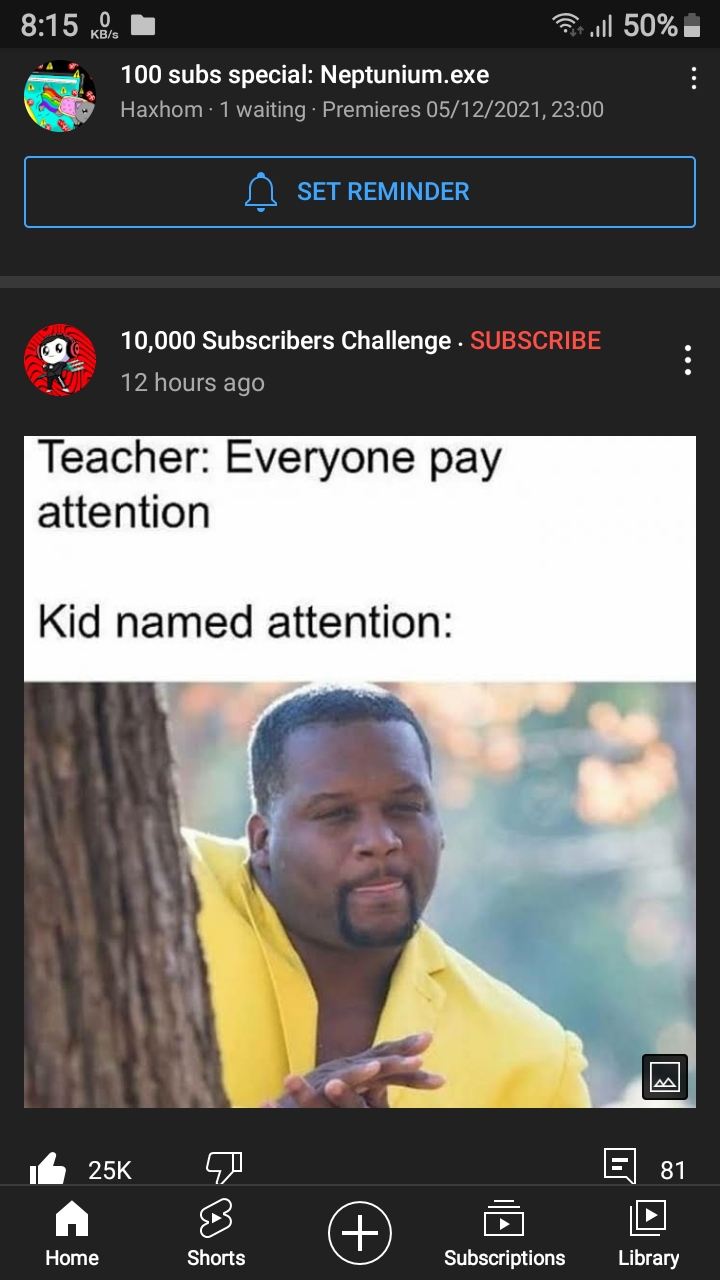 8:15 0 KB/s 50%
100 subs special: Neptunium.exe
Haxhom · 1 waiting · Premieres 05/12/2021, 23:00
SET REMINDER
10,000 Subscribers Challenge · SUBSCRIBE
12 hours ago
Teacher: Everyone pay
attention
Kid named attention:
25K 81
Home Shorts Subscriptions Library